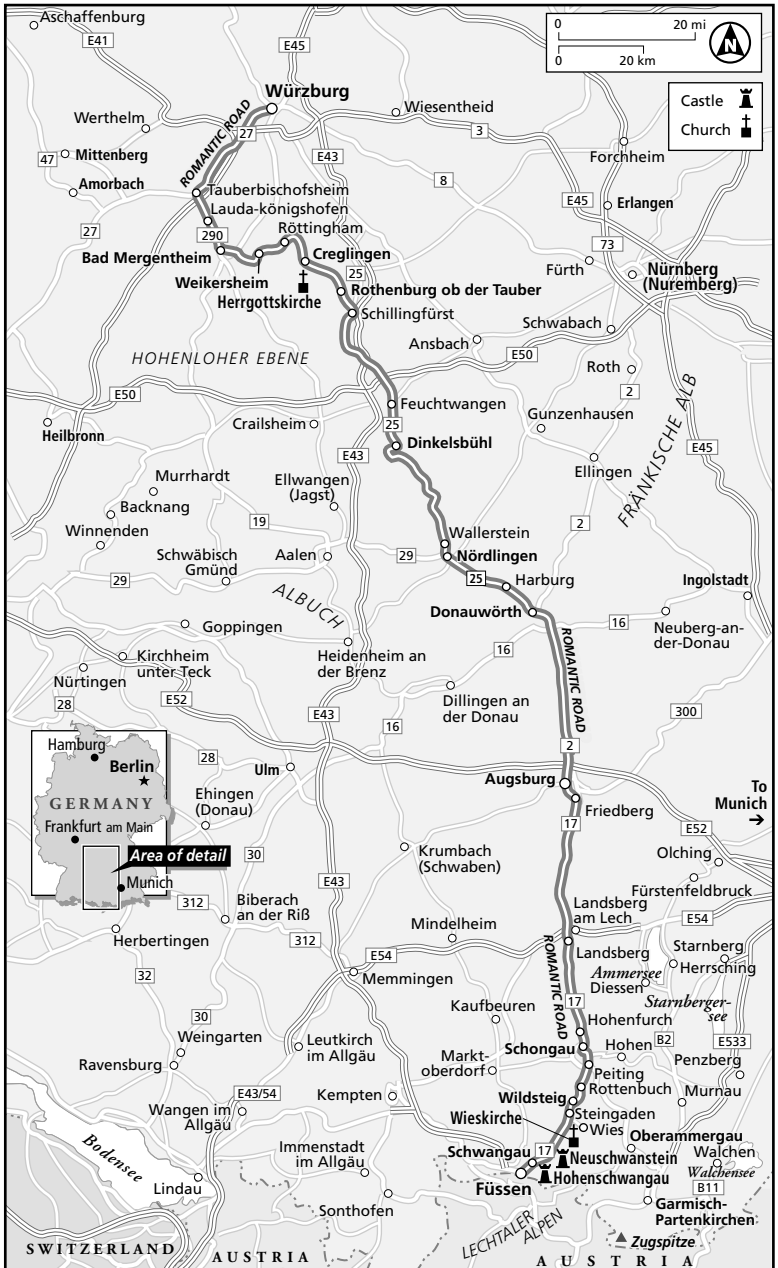 Aschaffenburg
E41
E45
0 20 mi
0 20 km
N
Castle
Church
Würzburg
Wiesentheid
Werthelm
ROMANTIC ROAD
27
3
47
Mittenberg
E43
Forchheim
Amorbach
Tauberbischofsheim
8
E45
Erlangen
Lauda-königshofen
27
290
Röttingham
73
Bad Mergentheim
Creglingen
Fürth
Nürnberg
(Nuremberg)
Weikersheim
25
Herrgottskirche
Rothenburg ob der Tauber
Schillingfürst
Schwabach
Ansbach
HOHENLOHER EBENE
E50
Roth
E50
2
Feuchtwangen
Crailsheim
25
Gunzenhausen
Heilbronn
Dinkelsbühl
FRÄNKISCHE ALB
E43
E45
Ellingen
Murrhardt
Ellwangen
(Jagst)
Backnang
19
2
Winnenden
Wallerstein
Schwäbisch
Gmünd
Aalen
29
Nördlingen
29
25
Harburg
Ingolstadt
ALBUCH
Donauwörth
Goppingen
16
Neuberg-an-
der-Donau
Kirchheim
unter Teck
Heidenheim an
der Brenz
16
ROMANTIC ROAD
Nürtingen
E52
Dillingen an
der Donau
28
E43
16
300
Hamburg
28
2
Berlin
Ulm
Augsburg
To
Munich
GERMANY
Ehingen
(Donau)
Friedberg
17
Frankfurt am Main
E52
Area of detail
30
Krumbach
(Schwaben)
Olching
Munich
E43
Fürstenfeldbruck
312
Biberach
an der Riß
Landsberg
am Lech
E54
Mindelheim
Herbertingen
312
ROMANTIC ROAD
Landsberg
Starnberg
E54
Ammersee
Herrsching
32
Memmingen
Diessen
17
Starnberger-
see
Kaufbeuren
30
Hohenfurch
Weingarten
Leutkirch
im Allgäu
Schongau
Hohen
B2
E533
Ravensburg
Markt-
oberdorf
Peiting
Penzberg
Rottenbuch
E43/54
Kempten
Wildsteig
Murnau
Wangen im
Allgäu
Wieskirche
Steingaden
Wies
Oberammergau
Bodensee
Immenstadt
im Allgäu
Schwangau
17
Neuschwanstein
Walchen
Walchensee
Lindau
Füssen
Hohenschwangau
B11
Sonthofen
Garmisch-
Partenkirchen
LECHTALER
ALPEN
Zugspitze
SWITZERLAND
AUSTRIA
AUSTRIA